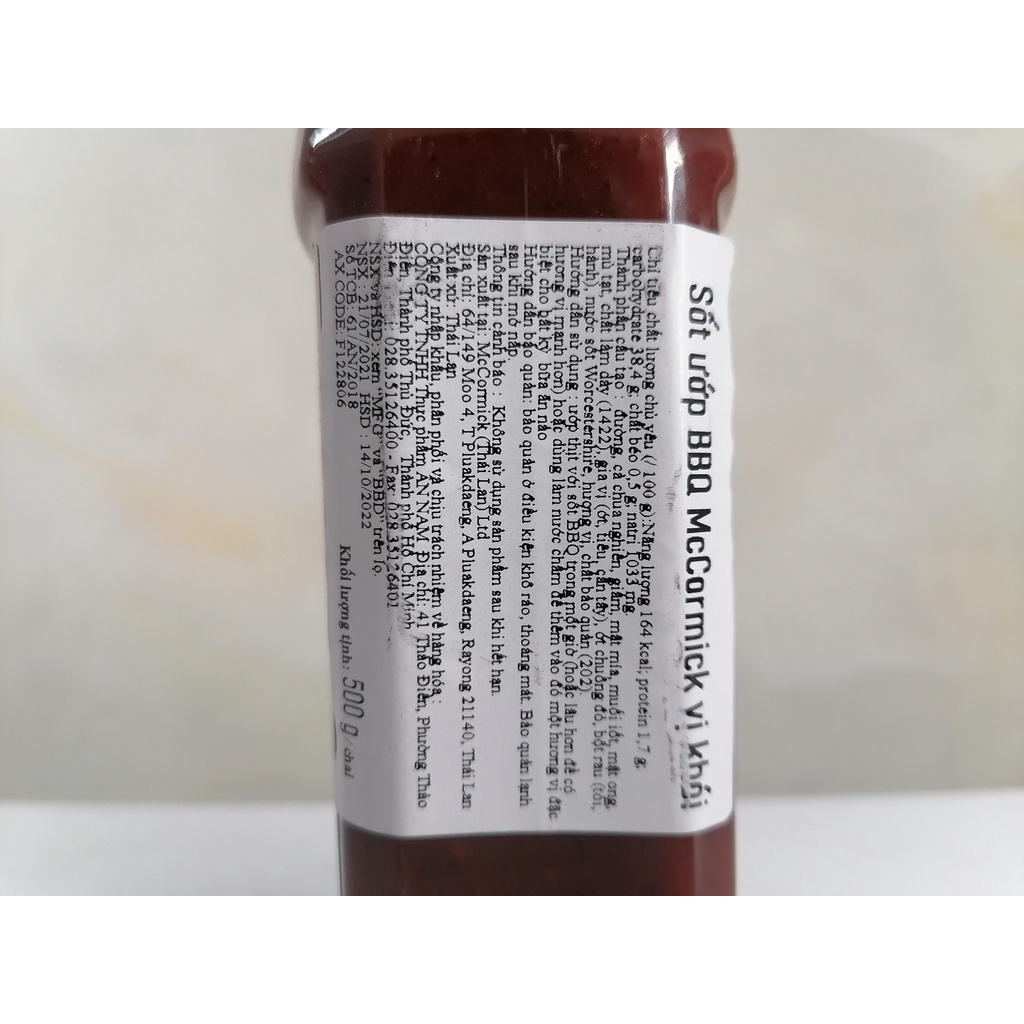 Sốt ướp BBQ McCormick vị khói
Chỉ tiêu chất lượng chủ yếu (/ 100 g): Năng lượng 164 kcal; protein 1,7 g;
carbohydrate 38,4 g; chất béo 0,5 g, natri 1033 mg.
Thành phần cấu tạo : đường, cà chua nghiền, giấm, mật mía, muối iốt, mật ong,
mù tạt, chất làm dày (1422), gia vị (ớt, tiêu, cần tây), ớt chuông đỏ, bột rau (tỏi,
hành), nước sốt Worcestershire, hương vị, chất bảo quản (202).
Hướng dẫn sử dụng : ướp thịt với sốt BBQ trong một giờ (hoặc lâu hơn để có
hương vị mạnh hơn) hoặc dùng làm nước chấm để thêm vào đó một hương vị đặc
biệt cho bất kỳ bữa ăn nào
Hướng dẫn bảo quản: bảo quản ở điều kiện khô ráo, thoáng mát. Bảo quản lạnh
sau khi mở nắp
Thông tin cảnh báo : Không sử dụng sản phẩm sau khi hết hạn.
Sản xuất tại: McCormick (Thái Lan) Ltd
Địa chỉ: 64/149 Moo 4, T Pluakdaeng, A Pluakdaeng, Rayong 21140, Thái Lan
Xuất xứ: Thái Lan
Công ty nhập khẩu, phân phối và chịu trách nhiệm về hàng hóa :
CÔNG TY TNHH Thực phẩm AN NAM. Địa chỉ: 41 Thảo Điền, Phường Thảo
Điền, Thành phố Thủ Đức, Thành phố Hồ Chí Minh
Điện thoại: 028 35126400 - Fax: 028 35126401
NSX và HSD: xem "MFG" và "BBD" trên lọ.
NSX : 21/07/2021 HSD : 14/10/2022
Số TCB: 61/AN/2018
AX CODE: F122806
Khối lượng tịnh: 500 g / chai